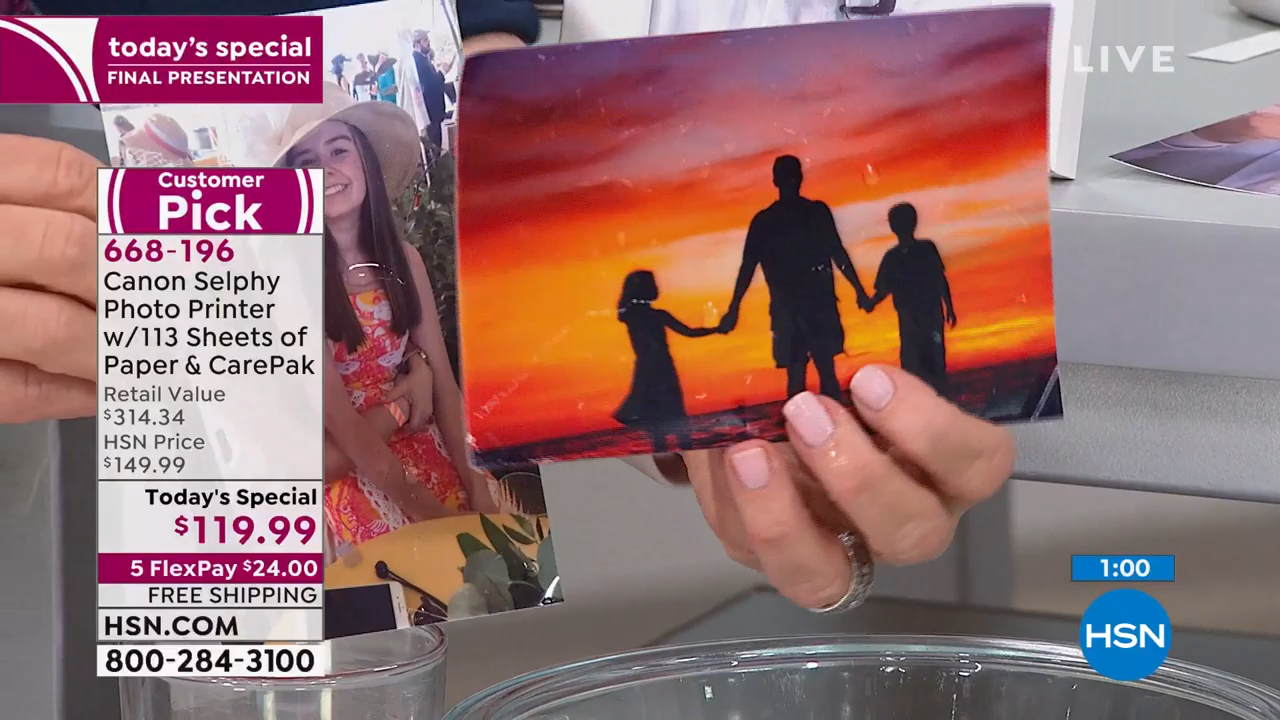 today's special
FINAL PRESENTATION
LIVE
Customer
Pick
668-196
Canon Selphy
Photo Printer
w/113 Sheets of
Paper & CarePak
Retail Value
$314.34
HSN Price
$149.99
Today's Special
$119.99
5 FlexPay $24.00
FREE SHIPPING
HSN.COM
800-284-3100
1:00
HSN